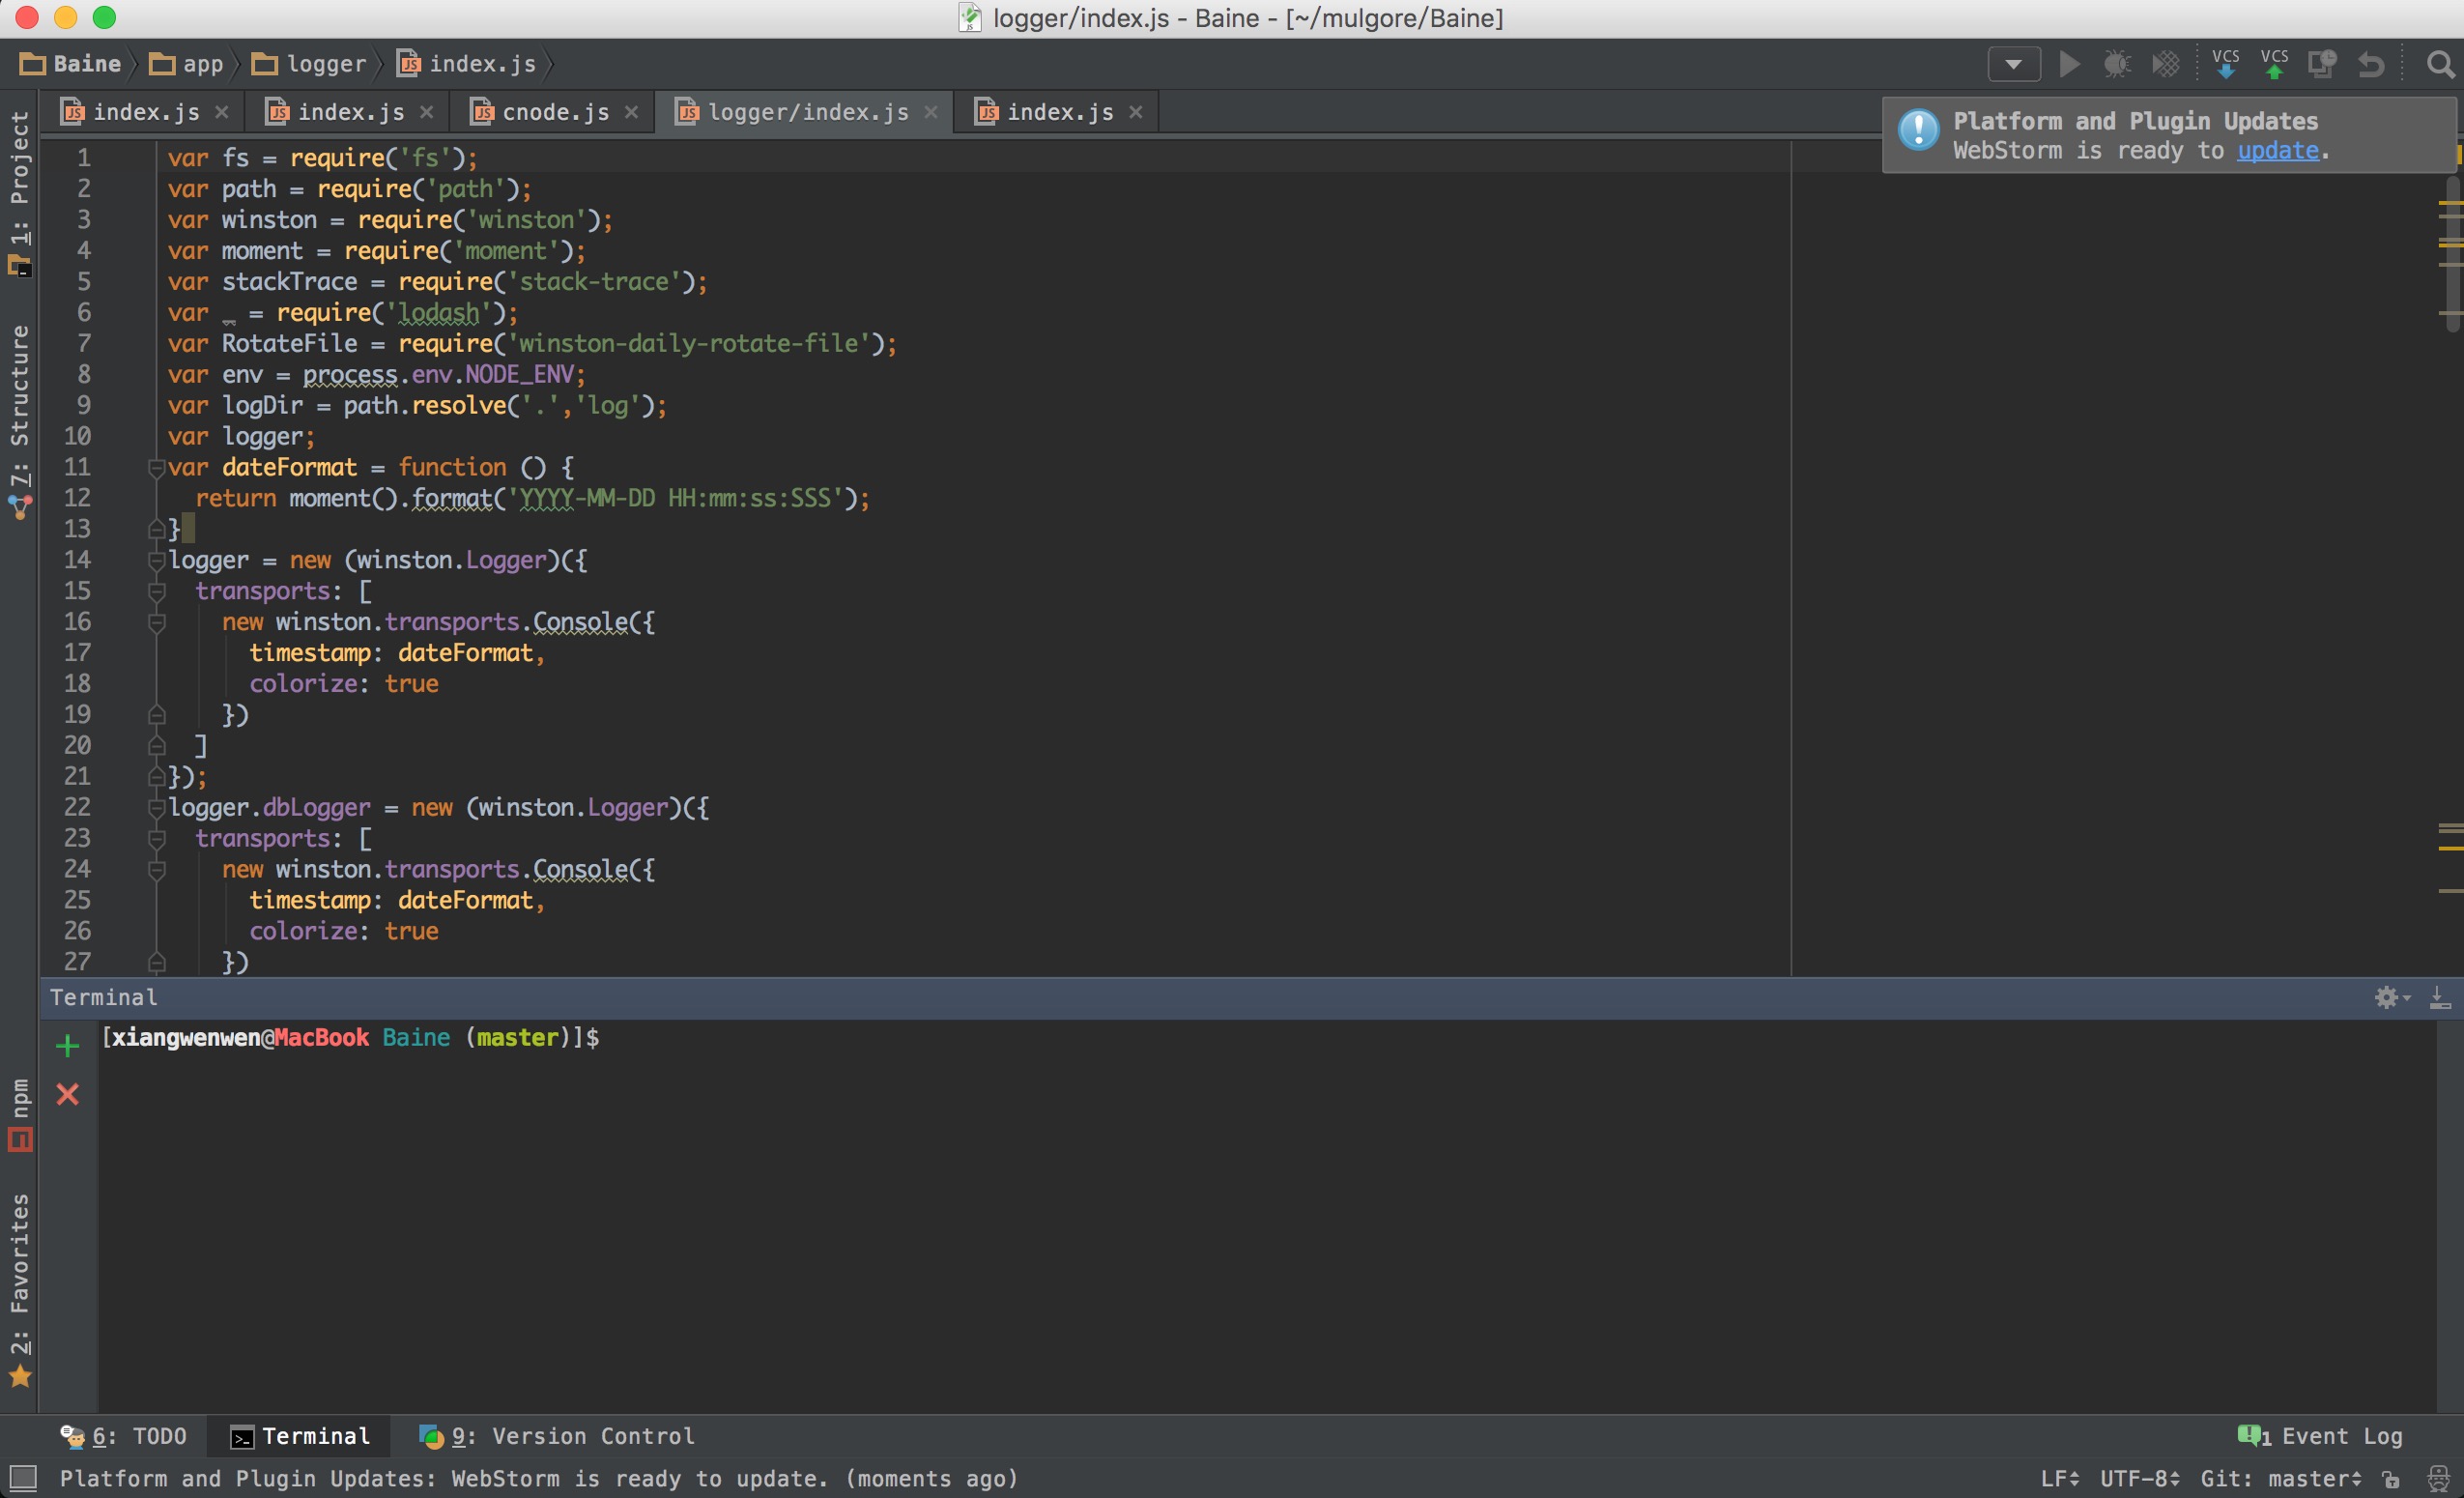 logger/index.js - Baine - [~/mulgore/Baine]
Baine app logger index.js
VCS VCS
index.js index.js cnode.js logger/index.js index.js
Platform and Plugin Updates
WebStorm is ready to update.
1: Project
7: Structure
npm
2: Favorites
1 var fs = require('fs');
2 var path = require('path');
3 var winston = require('winston');
4 var moment = require('moment');
5 var stackTrace = require('stack-trace');
6 var _ = require('lodash');
7 var RotateFile = require('winston-daily-rotate-file');
8 var env = process.env.NODE_ENV;
9 var logDir = path.resolve('.','log');
10 var logger;
11 var dateFormat = function () {
12 return moment().format('YYYY-MM-DD HH:mm:ss:SSS');
13 }
14 logger = new (winston.Logger)({
15 transports: [
16 new winston.transports.Console({
17 timestamp: dateFormat,
18 colorize: true
19 })
20 ]
21 });
22 logger.dbLogger = new (winston.Logger)({
23 transports: [
24 new winston.transports.Console({
25 timestamp: dateFormat,
26 colorize: true
27 })
Terminal
[xiangwenwen@MacBook Baine (master)]$
6: TODO Terminal 9: Version Control 1 Event Log
Platform and Plugin Updates: WebStorm is ready to update. (moments ago) LF UTF-8 Git: master